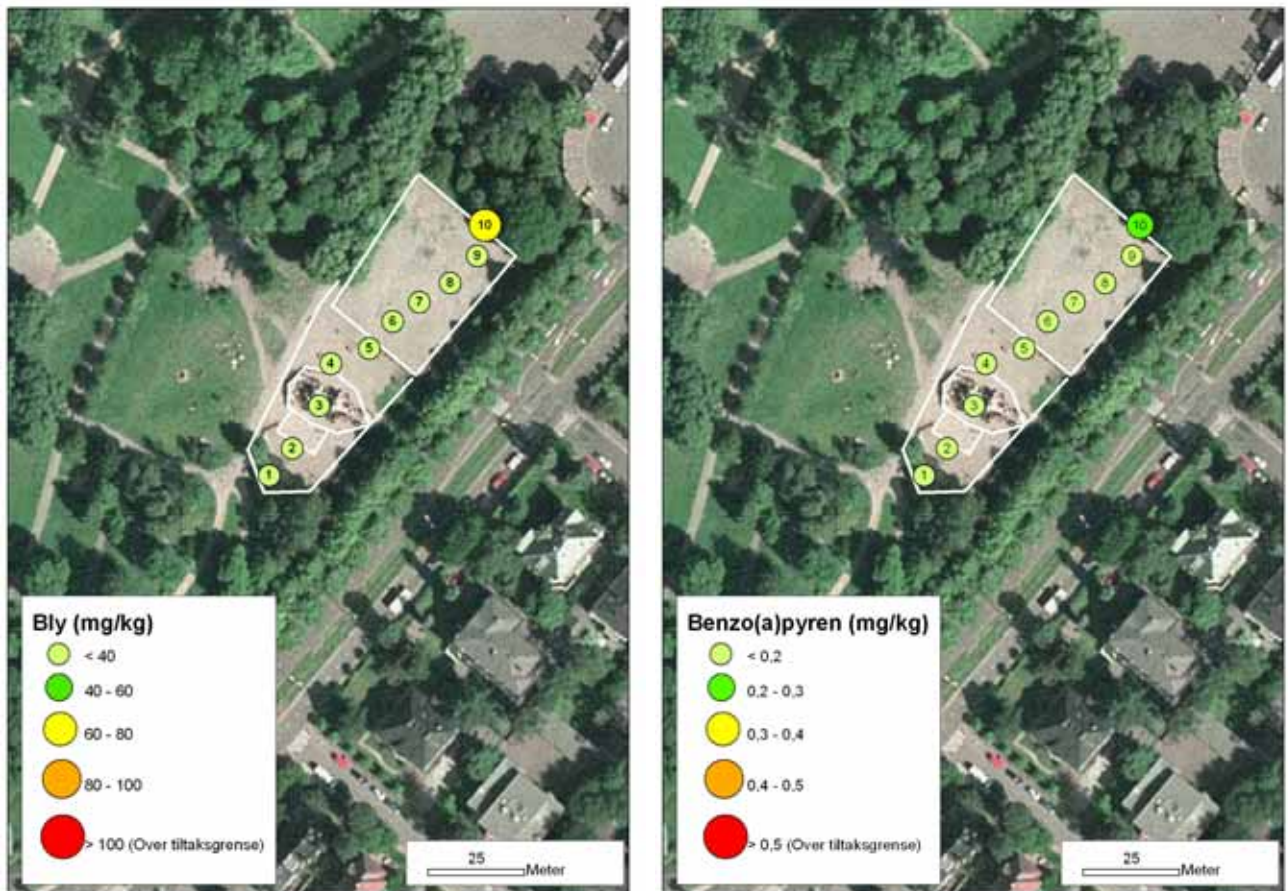 10
9
8
7
6
5
4
3
2
1
Bly (mg/kg)
< 40
40 - 60
60 - 80
80 - 100
> 100 (Over tiltaksgrense)
25
Meter
10
9
8
7
6
5
4
3
2
1
Benzo(a)pyren (mg/kg)
< 0,2
0,2 - 0,3
0,3 - 0,4
0,4 - 0,5
> 0,5 (Over tiltaksgrense)
25
Meter